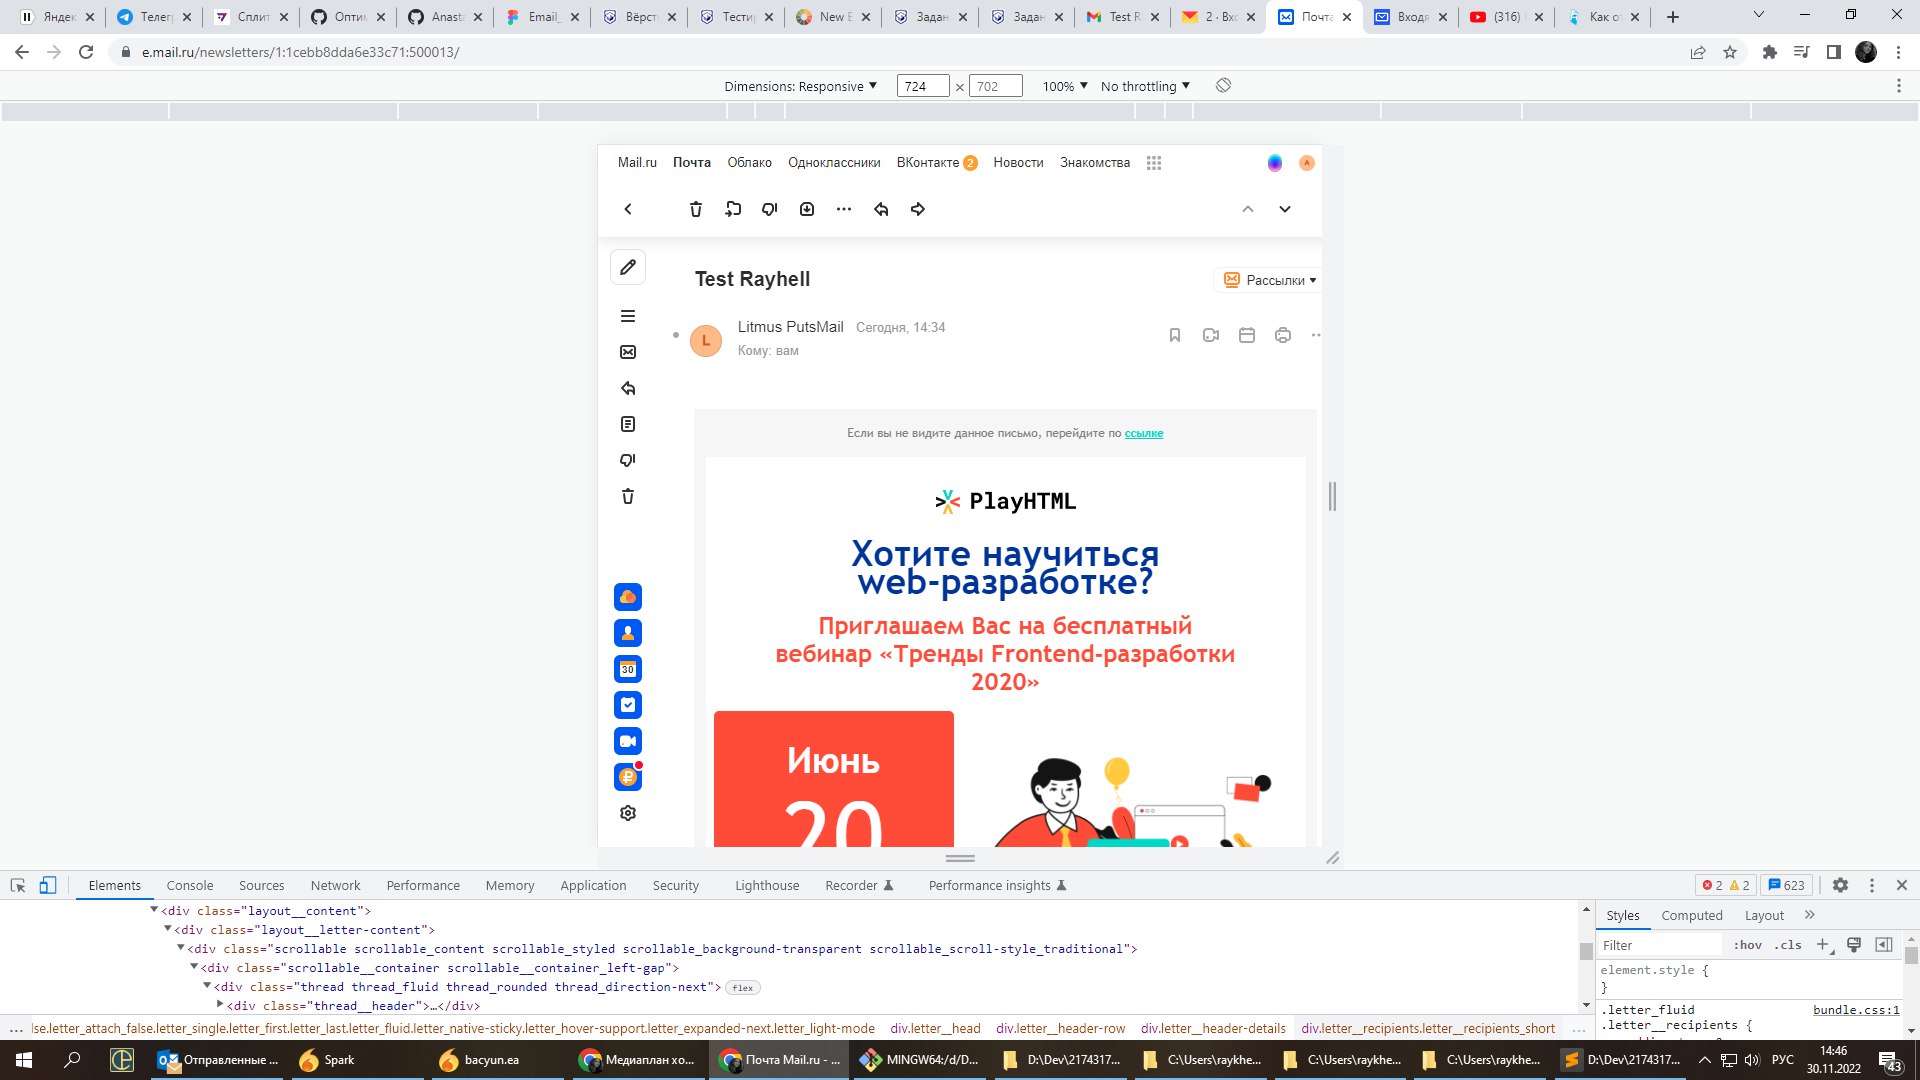 Яндек
Телег
Сплит
Оптим
Anasta
Email_
Вёрст
Тестир
New E
Задан
Задан
Test R
2 · Вхо
Почта
Входя
(316)
Как о
e.mail.ru/newsletters/1:1cebb8dda6e33c71:500013/
Dimensions: Responsive
724 × 702
100%
No throttling
Mail.ru Почта Облако Одноклассники ВКонтакте 2 Новости Знакомства
A
Test Rayhell
Рассылки
L
Litmus PutsMail Сегодня, 14:34
Кому: вам
Если вы не видите данное письмо, перейдите по ссылке
PlayHTML
Хотите научиться
web-разработке?
Приглашаем Вас на бесплатный
вебинар «Тренды Frontend-разработки
2020»
Июнь
20
30
Elements Console Sources Network Performance Memory Application Security Lighthouse Recorder Performance insights
2 2 623
<div class="layout__content">
<div class="layout__letter-content">
<div class="scrollable scrollable_content scrollable_styled scrollable_background-transparent scrollable_scroll-style_traditional">
<div class="scrollable__container scrollable__container_left-gap">
<div class="thread thread_fluid thread_rounded thread_direction-next"> flex
<div class="thread__header">…</div>
... lse.letter_attach_false.letter_single.letter_first.letter_last.letter_fluid.letter_native-sticky.letter_hover-support.letter_expanded-next.letter_light-mode div.letter__head div.letter__header-row div.letter__header-details div.letter__recipients.letter__recipients_short ...
Styles Computed Layout
Filter :hov .cls
element.style {
}
.letter_fluid bundle.css:1
.letter__recipients {
Отправленные ...
Spark
bacyun.ea
Медиаплан хо...
Почта Mail.ru - ...
MINGW64:/d/D...
D:\Dev\2174317...
C:\Users\raykhe...
C:\Users\raykhe...
C:\Users\raykhe...
D:\Dev\2174317...
РУС
14:46
30.11.2022
43